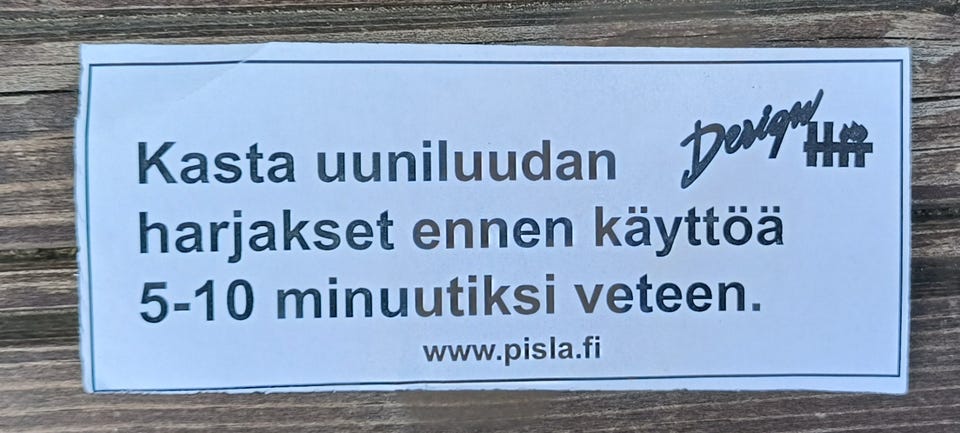 Design
Kasta uuniluudan
harjakset ennen käyttöä
5-10 minuutiksi veteen.
www.pisla.fi